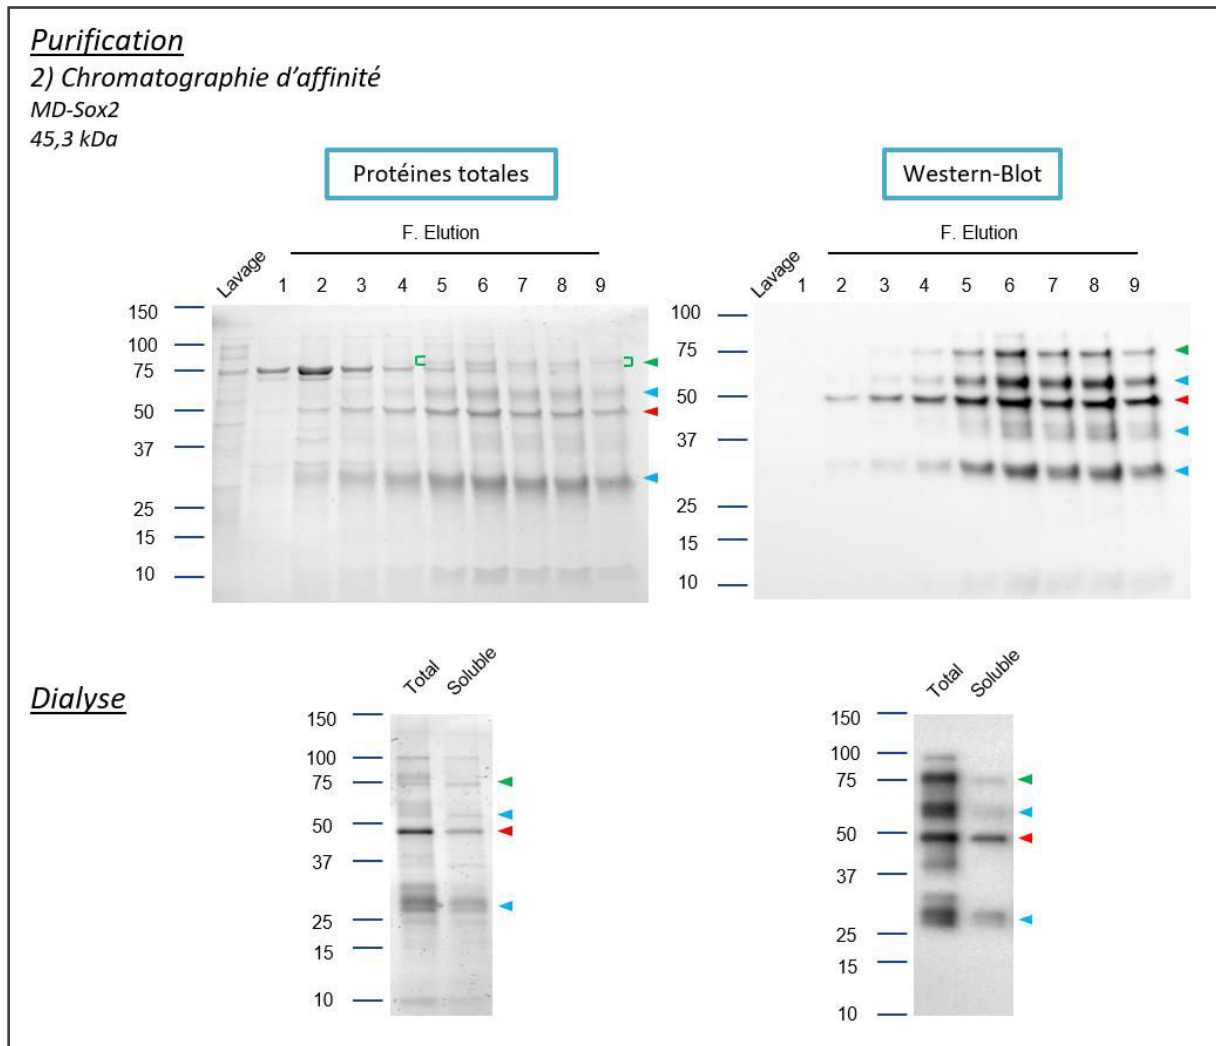 Purification
2) Chromatographie d'affinité
MD-Sox2
45,3 kDa
Protéines totales
Western-Blot
F. Elution
F. Elution
Lavage 1 2 3 4 5 6 7 8 9
Lavage 1 2 3 4 5 6 7 8 9
150
100
75
50
37
25
15
10
100
75
50
37
25
15
10
Dialyse
Total Soluble
Total Soluble
150
100
75
50
37
25
15
10
150
100
75
50
37
25
15
10